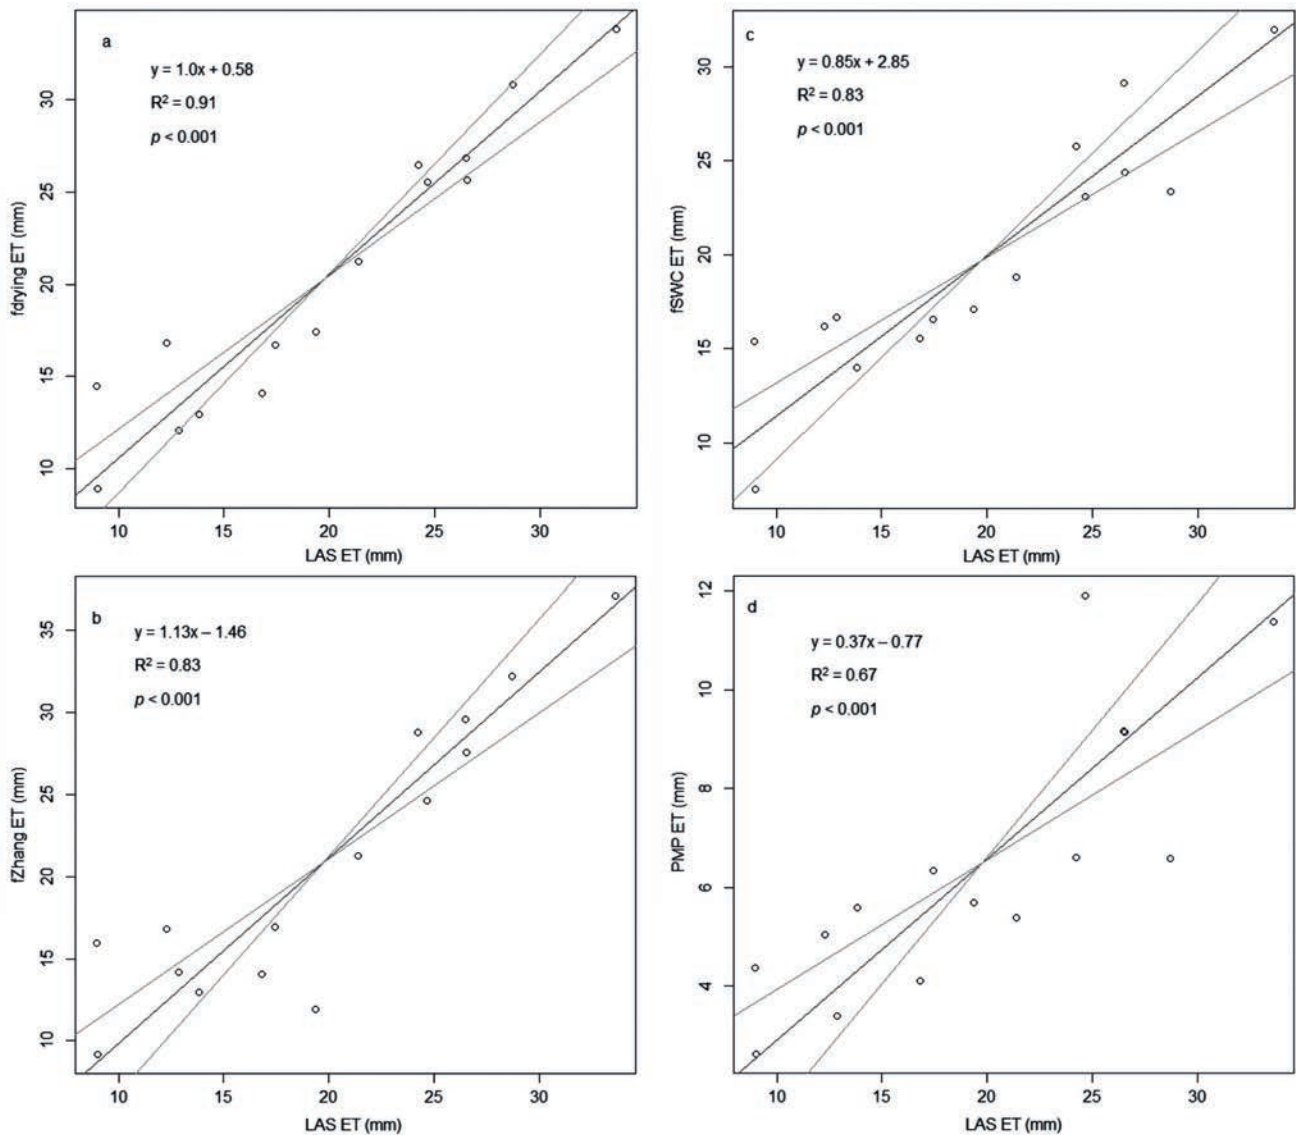 a
y = 1.0x + 0.58
R² = 0.91
p < 0.001
fdrying ET (mm)
10 15 20 25 30
10 15 20 25 30
LAS ET (mm)
c
y = 0.85x + 2.85
R² = 0.83
p < 0.001
fSWC ET (mm)
10 15 20 25 30
10 15 20 25 30
LAS ET (mm)
b
y = 1.13x – 1.46
R² = 0.83
p < 0.001
fZhang ET (mm)
10 15 20 25 30 35
10 15 20 25 30
LAS ET (mm)
d
y = 0.37x – 0.77
R² = 0.67
p < 0.001
PMP ET (mm)
4 6 8 10 12
10 15 20 25 30
LAS ET (mm)